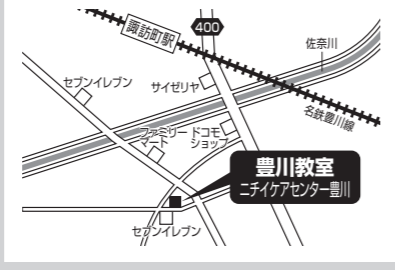 400
諏訪町駅
佐奈川
セブンイレブン
サイゼリヤ
名鉄豊川線
ファミリー
マート
ドコモ
ショップ
豊川教室
ニチイケアセンター豊川
セブンイレブン